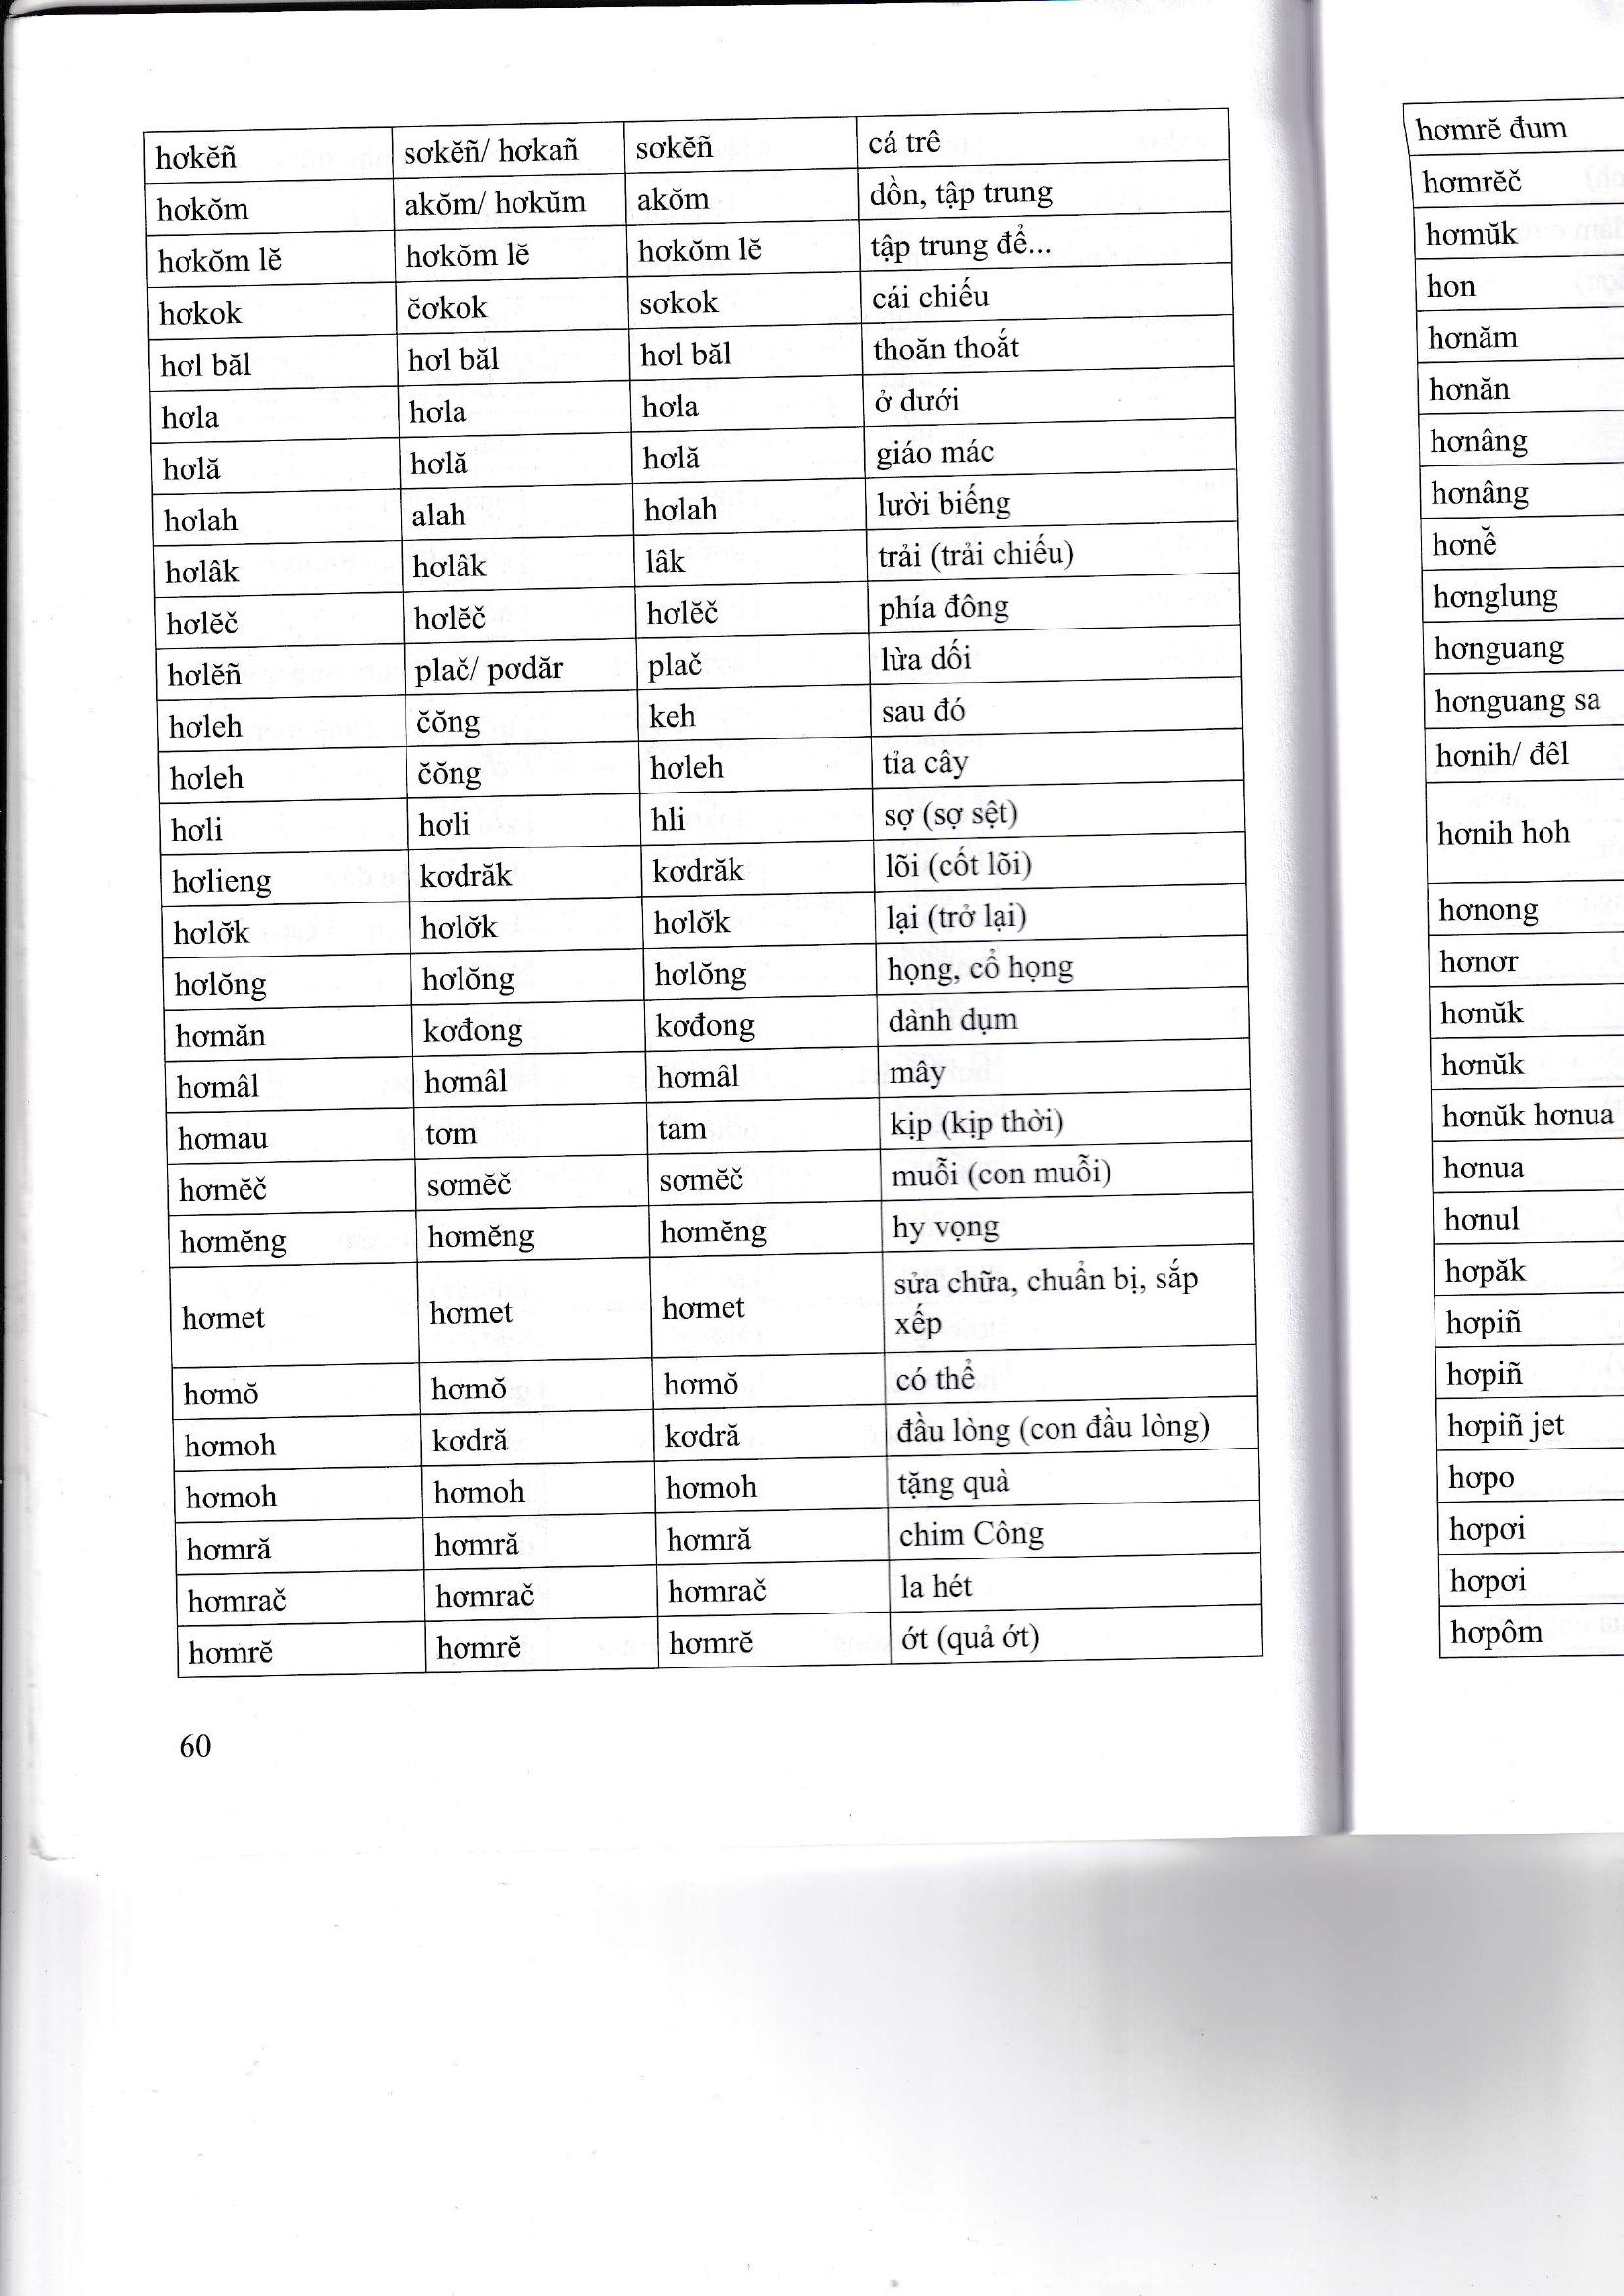 hơkĕñ sơkĕñ/ hơkañ sơkĕñ cá trê
hơkŏm akŏm/ hơkŭm akŏm dồn, tập trung
hơkŏm lĕ hơkŏm lĕ hơkŏm lĕ tập trung để...
hơkok čơkok sơkok cái chiếu
hơl băl hơl băl hơl băl thoăn thoắt
hơla hơla hơla ở dưới
hơlă hơlă hơlă giáo mác
hơlah alah hơlah lười biếng
hơlâk hơlâk lâk trải (trải chiếu)
hơlĕč hơlĕč hơlĕč phía đông
hơlĕñ plač/ pơdăr plač lừa dối
hơleh čŏng keh sau đó
hơleh čŏng hơleh tỉa cây
hơli hơli hli sợ (sợ sệt)
hơlieng kơdrăk kơdrăk lõi (cốt lõi)
hơlơ̆k hơlơ̆k hơlơ̆k lại (trở lại)
hơlŏng hơlŏng hơlŏng họng, cổ họng
hơmăn kơđong kơđong dành dụm
hơmâl hơmâl hơmâl mây
hơmau tơm tam kịp (kịp thời)
hơmĕč sơmĕč sơmĕč muỗi (con muỗi)
hơmĕng hơmĕng hơmĕng hy vọng
hơmet hơmet hơmet sửa chữa, chuẩn bị, sắp
xếp
hơmŏ hơmŏ hơmŏ có thể
hơmoh kơdră kơdră đầu lòng (con đầu lòng)
hơmoh hơmoh hơmoh tặng quà
hơmră hơmră hơmră chim Công
hơmrač hơmrač hơmrač la hét
hơmrĕ hơmrĕ hơmrĕ ớt (quả ớt)
60
hơmrĕ đum
hơmrĕč
hơmŭk
hon
hơnăm
hơnăn
hơnâng
hơnâng
hơnê̆
hơnglung
hơnguang
hơnguang sa
hơnih/ đêl
hơnih hoh
hơnong
hơnơr
hơnŭk
hơnŭk
hơnŭk hơnua
hơnua
hơnul
hơpăk
hơpiñ
hơpiñ
hơpiñ jet
hơpo
hơpơi
hơpơi
hơpôm